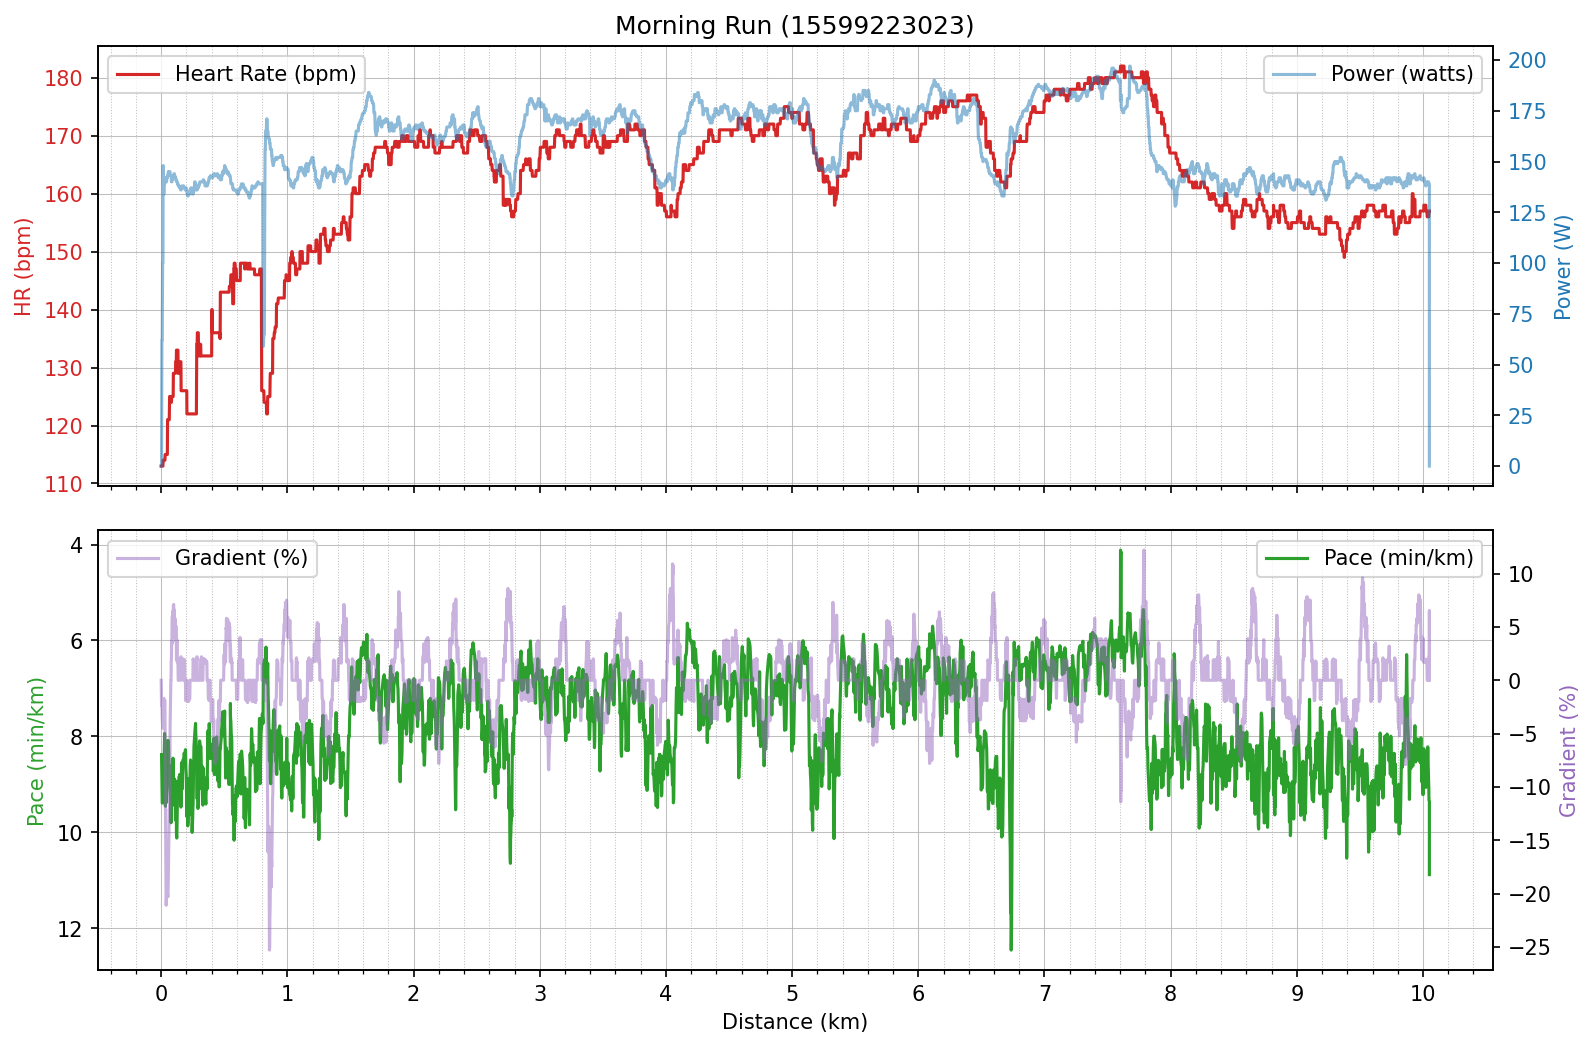 Morning Run (15599223023)
Heart Rate (bpm)
Power (watts)
HR (bpm)
180
170
160
150
140
130
120
110
200
175
150
125
100
75
50
25
0
Power (W)
Gradient (%)
Pace (min/km)
Pace (min/km)
4
6
8
10
12
10
5
0
−5
−10
−15
−20
−25
Gradient (%)
0 1 2 3 4 5 6 7 8 9 10
Distance (km)